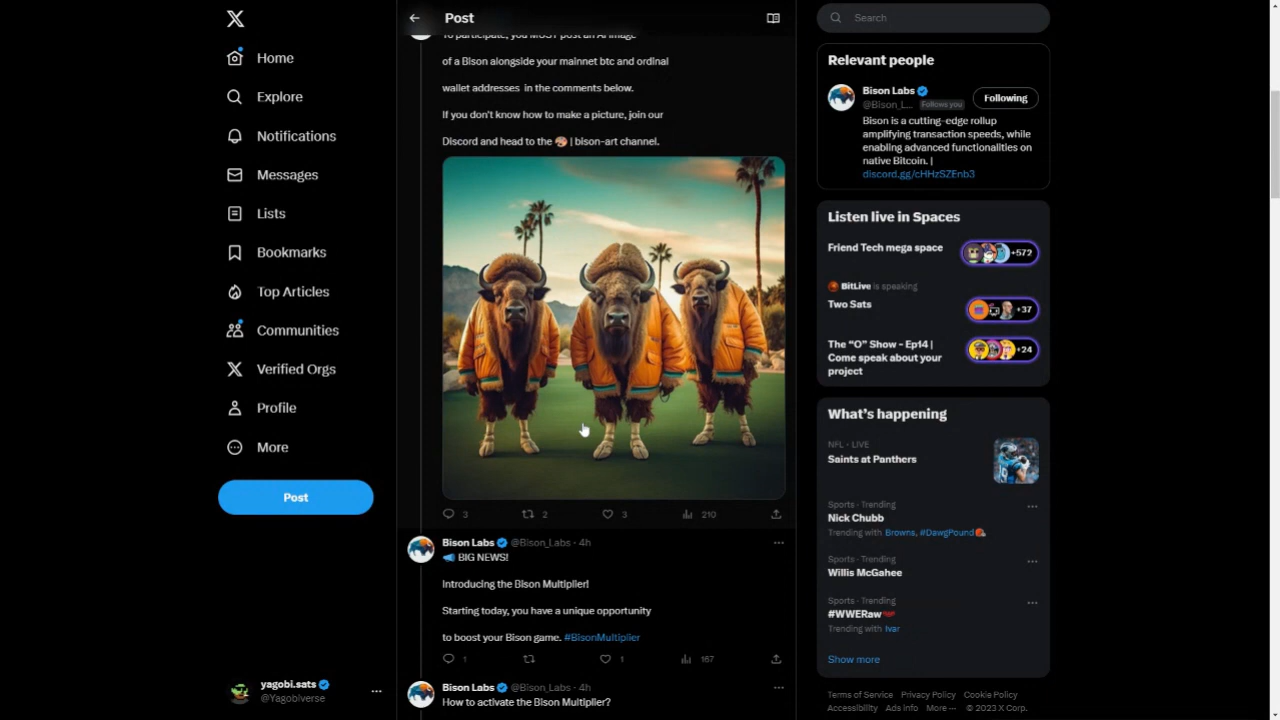 Home
Explore
Notifications
Messages
Lists
Bookmarks
Top Articles
Communities
Verified Orgs
Profile
More
Post
yagobi.sats
@Yagobiverse
Post
To participate, you MUST post an AI image
of a Bison alongside your mainnet btc and ordinal
wallet addresses in the comments below.
If you don't know how to make a picture, join our
Discord and head to the 🎨 | bison-art channel.
3 2 3 210
Bison Labs @Bison_Labs · 4h
📣 BIG NEWS!
Introducing the Bison Multiplier!
Starting today, you have a unique opportunity
to boost your Bison game. #BisonMultiplier
1 1 167
Bison Labs @Bison_Labs · 4h
How to activate the Bison Multiplier?
Search
Relevant people
Bison Labs
@Bison_L... Follows you
Following
Bison is a cutting-edge rollup
amplifying transaction speeds, while
enabling advanced functionalities on
native Bitcoin. |
discord.gg/cHHzSZEnb3
Listen live in Spaces
Friend Tech mega space
+572
BitLive is speaking
Two Sats
+37
The “O” Show - Ep14 |
Come speak about your
project
+24
What's happening
NFL · LIVE
Saints at Panthers
Sports · Trending
Nick Chubb
Trending with Browns, #DawgPound
Sports · Trending
Willis McGahee
Sports · Trending
#WWERaw
Trending with Ivar
Show more
Terms of Service Privacy Policy Cookie Policy
Accessibility Ads info More ··· © 2023 X Corp.